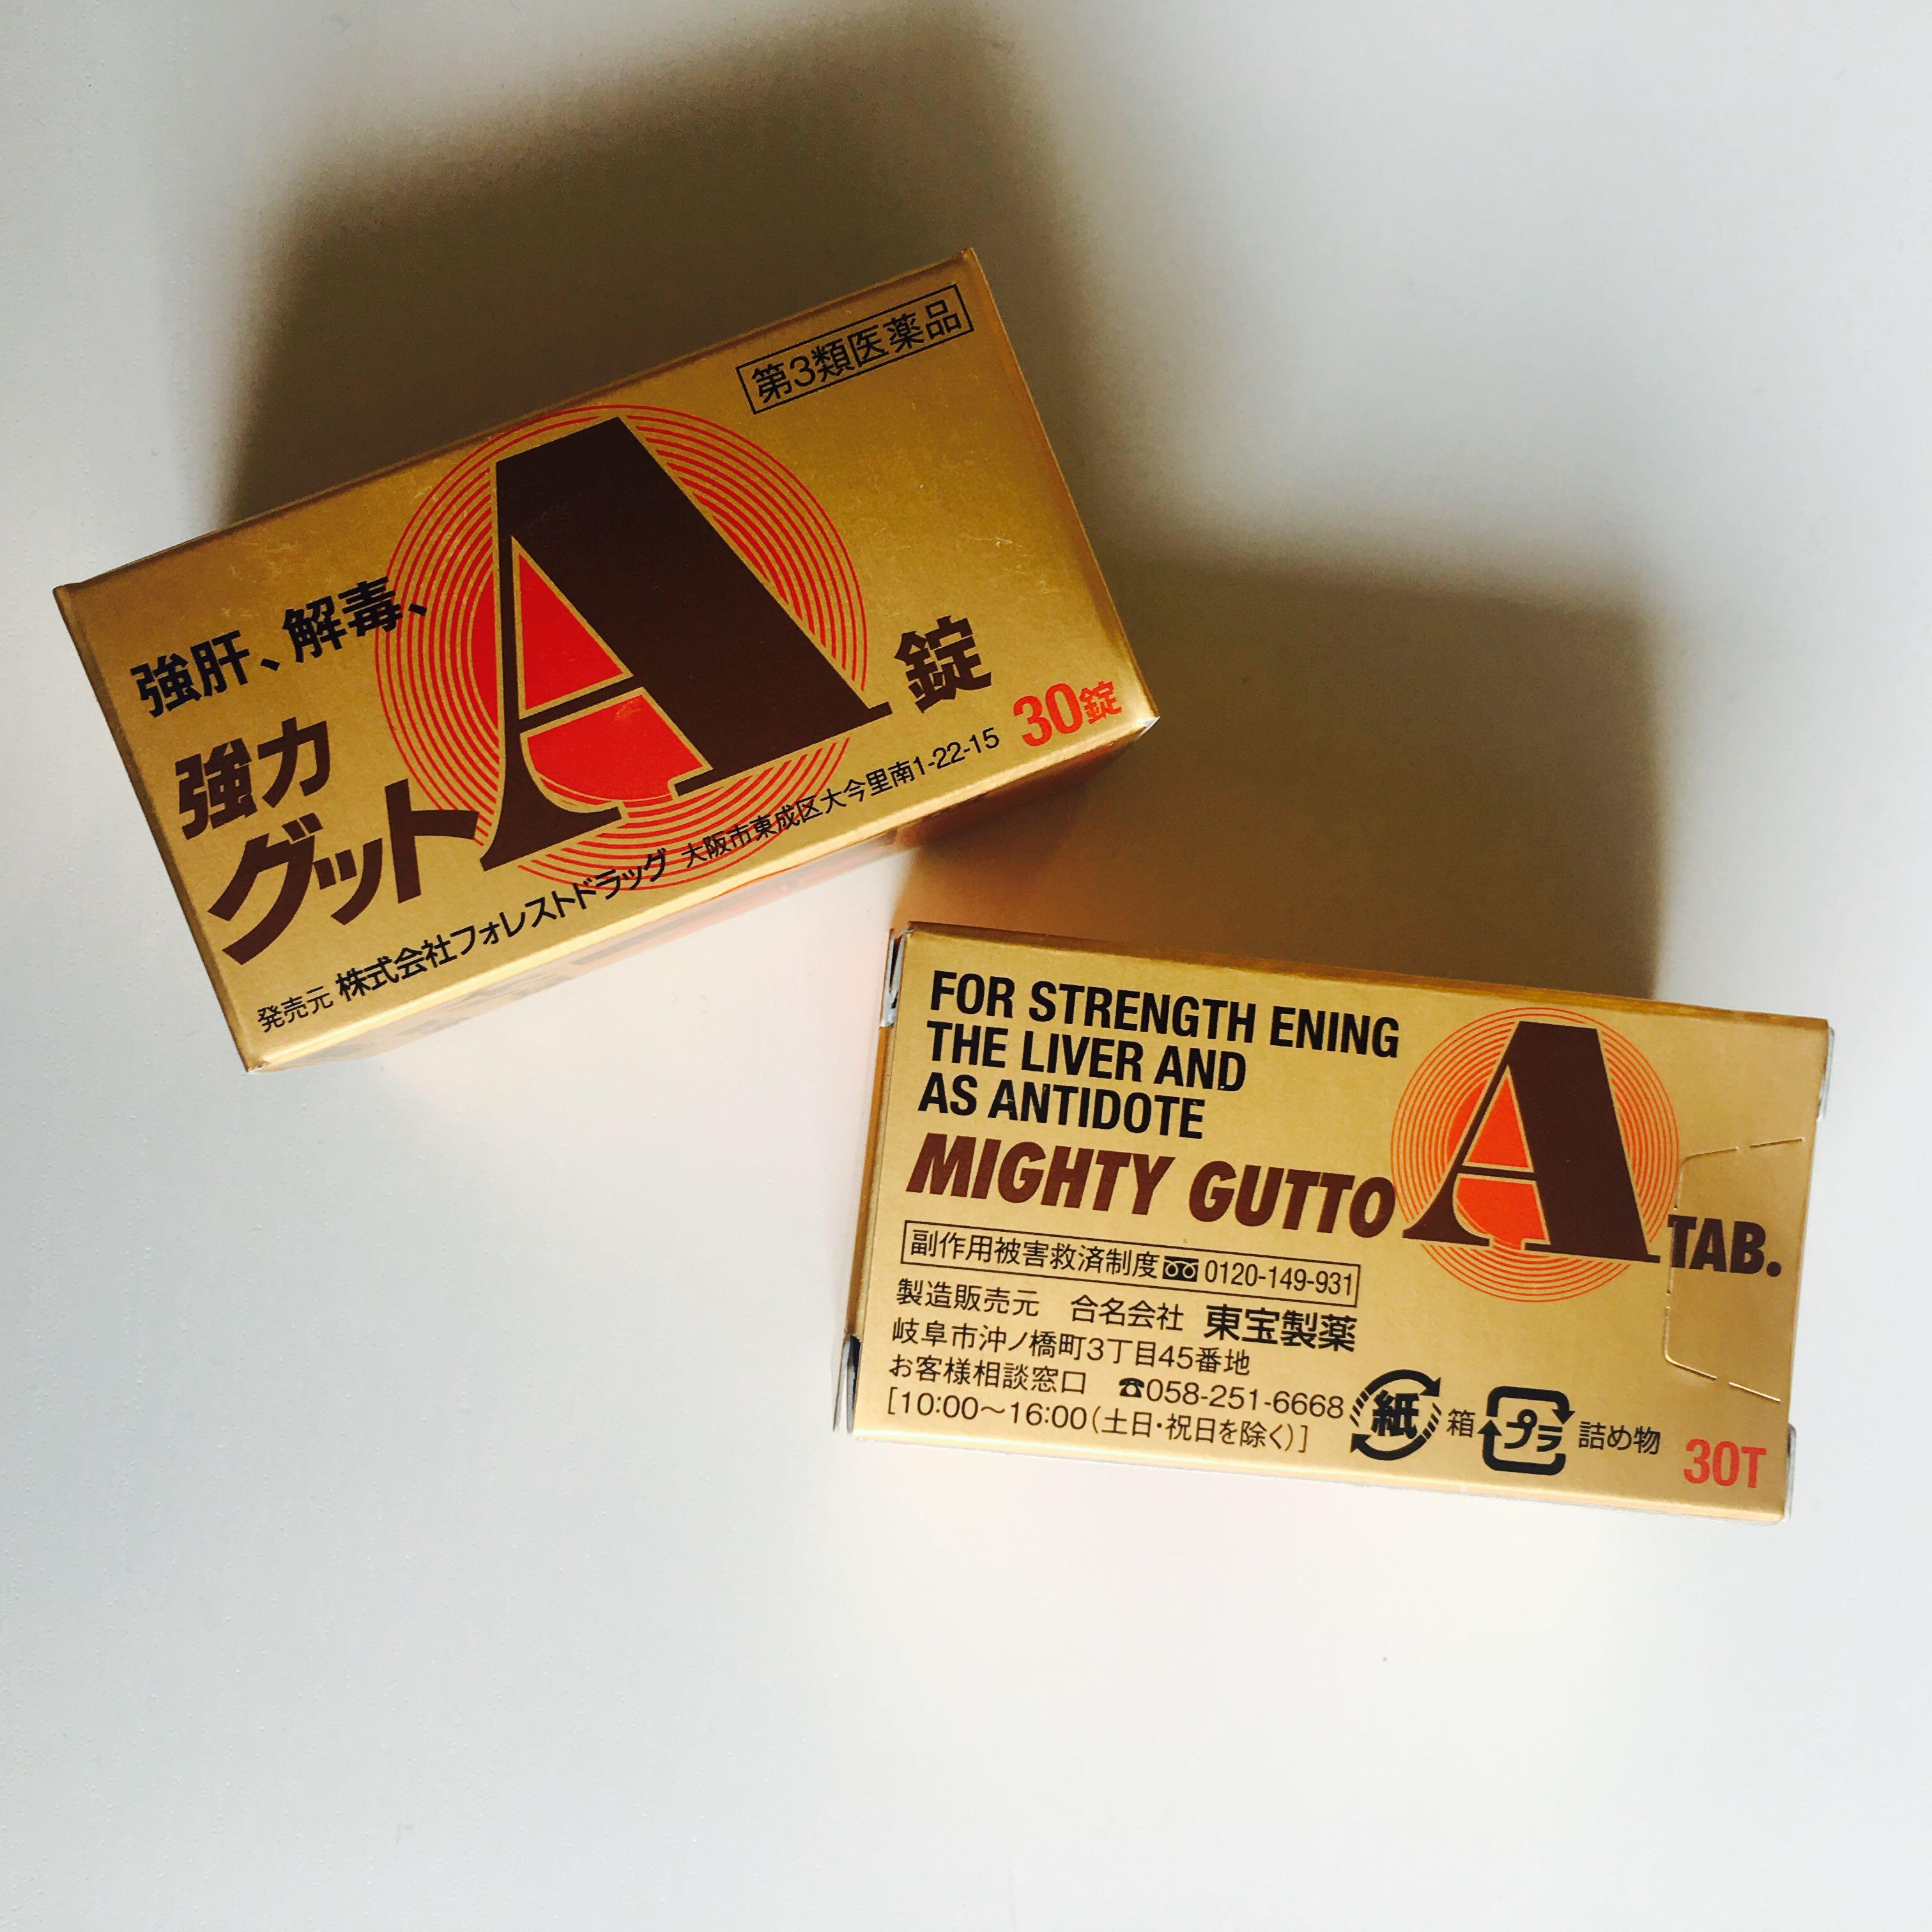 第3類医薬品
強肝、解毒、
強力
グットA錠
30錠
発売元 株式会社フォレストドラッグ 大阪市東成区大今里南1-22-15
FOR STRENGTH ENING
THE LIVER AND
AS ANTIDOTE
MIGHTY GUTTO A TAB.
副作用被害救済制度 0120-149-931
製造販売元 合名会社 東宝製薬
岐阜市沖ノ橋町3丁目45番地
お客様相談窓口 ☎058-251-6668
[10:00～16:00(土日・祝日を除く)]
紙 箱 プラ 詰め物
30T